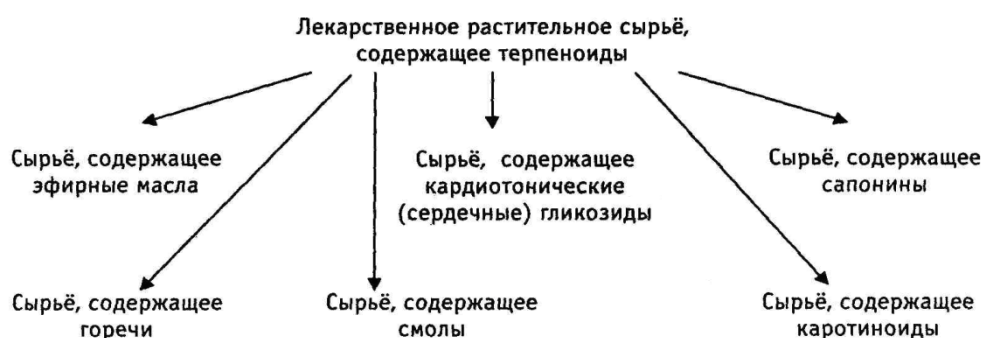 Лекарственное растительное сырьё,
содержащее терпеноиды
Сырьё, содержащее
эфирные масла
Сырьё, содержащее
кардиотонические
(сердечные) гликозиды
Сырьё, содержащее
сапонины
Сырьё, содержащее
горечи
Сырьё, содержащее
смолы
Сырьё, содержащее
каротиноиды